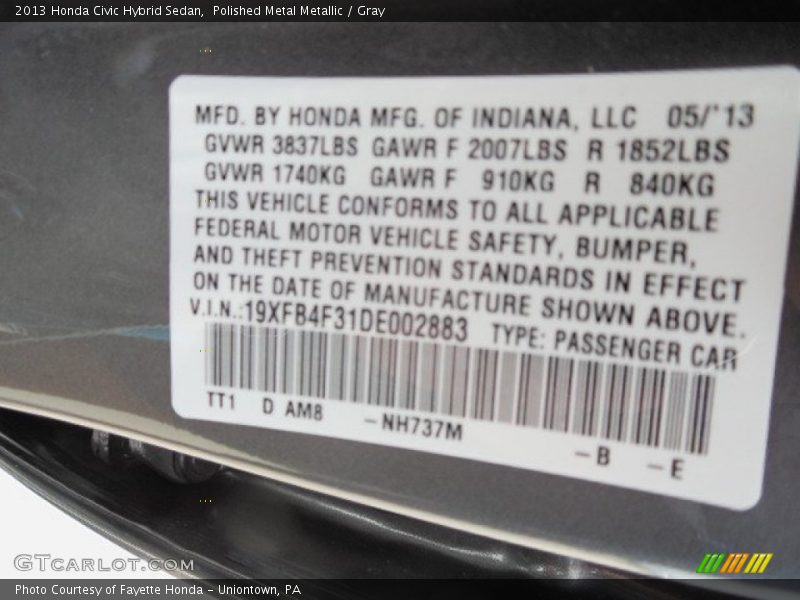 2013 Honda Civic Hybrid Sedan, Polished Metal Metallic / Gray
MFD. BY HONDA MFG. OF INDIANA, LLC 05/'13
GVWR 3837LBS GAWR F 2007LBS R 1852LBS
GVWR 1740KG GAWR F 910KG R 840KG
THIS VEHICLE CONFORMS TO ALL APPLICABLE
FEDERAL MOTOR VEHICLE SAFETY, BUMPER,
AND THEFT PREVENTION STANDARDS IN EFFECT
ON THE DATE OF MANUFACTURE SHOWN ABOVE.
V.I.N.:19XFB4F31DE002883 TYPE: PASSENGER CAR
TT1 D AM8 -NH737M -B -E
GTCarLot.com
Photo Courtesy of Fayette Honda - Uniontown, PA